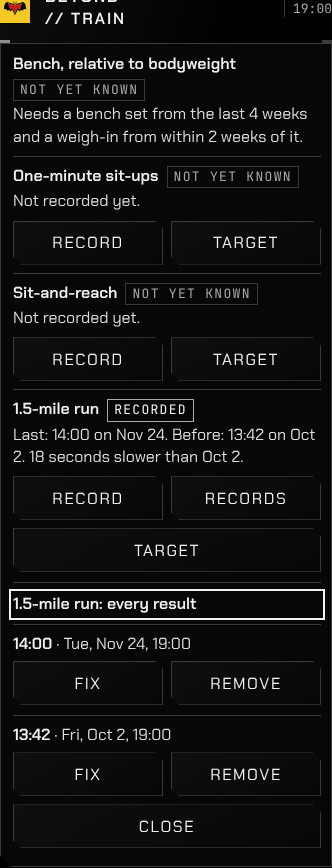 // TRAIN
19:00
Bench, relative to bodyweight
NOT YET KNOWN
Needs a bench set from the last 4 weeks
and a weigh-in from within 2 weeks of it.
One-minute sit-ups NOT YET KNOWN
Not recorded yet.
RECORD TARGET
Sit-and-reach NOT YET KNOWN
Not recorded yet.
RECORD TARGET
1.5-mile run RECORDED
Last: 14:00 on Nov 24. Before: 13:42 on Oct
2. 18 seconds slower than Oct 2.
RECORD RECORDS
TARGET
1.5-mile run: every result
14:00 · Tue, Nov 24, 19:00
FIX REMOVE
13:42 · Fri, Oct 2, 19:00
FIX REMOVE
CLOSE